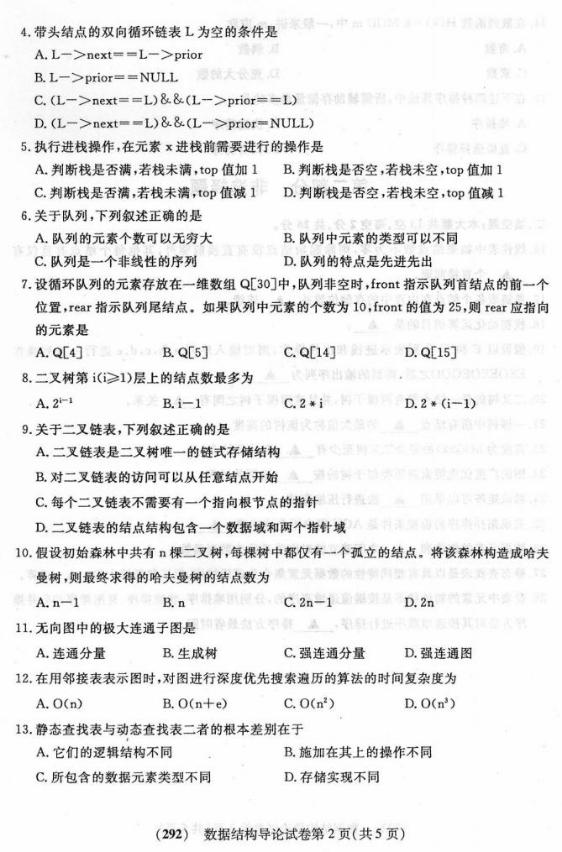 4. 带头结点的双向循环链表 L 为空的条件是
A. L—>next==L—>prior
B. L—>prior==NULL
C. (L—>next==L)&&(L—>prior==L)
D. (L—>next==L)&&(L—>prior=NULL)
5. 执行进栈操作,在元素 x 进栈前需要进行的操作是
A. 判断栈是否满,若栈未满,top 值加 1 B. 判断栈是否空,若栈未空,top 值加 1
C. 判断栈是否满,若栈未满,top 值减 1 D. 判断栈是否空,若栈未空,top 值减 1
6. 关于队列,下列叙述正确的是
A. 队列的元素个数可以无穷大 B. 队列中元素的类型可以不同
C. 队列是一个非线性的序列 D. 队列的特点是先进先出
7. 设循环队列的元素存放在一维数组 Q[30]中,队列非空时,front 指示队列首结点的前一个
位置,rear 指示队列尾结点。如果队列中元素的个数为 10,front 的值为 25,则 rear 应指向
的元素是
A. Q[4] B. Q[5] C. Q[14] D. Q[15]
8. 二叉树第 i(i≥1)层上的结点数最多为
A. 2ⁱ⁻¹ B. i—1 C. 2*i D. 2*(i—1)
9. 关于二叉链表,下列叙述正确的是
A. 二叉链表是二叉树唯一的链式存储结构
B. 对二叉链表的访问可以从任意结点开始
C. 每个二叉链表不需要有一个指向根节点的指针
D. 二叉链表的结点结构包含一个数据域和两个指针域
10. 假设初始森林中共有 n 棵二叉树,每棵树中都仅有一个孤立的结点。将该森林构造成哈夫
曼树,则最终求得的哈夫曼树的结点数为
A. n—1 B. n C. 2n—1 D. 2n
11. 无向图中的极大连通子图是
A. 连通分量 B. 生成树 C. 强连通分量 D. 强连通图
12. 在用邻接表表示图时,对图进行深度优先搜索遍历的算法的时间复杂度为
A. O(n) B. O(n+e) C. O(n²) D. O(n³)
13. 静态查找表与动态查找表二者的根本差别在于
A. 它们的逻辑结构不同 B. 施加在其上的操作不同
C. 所包含的数据元素类型不同 D. 存储实现不同
(292) 数据结构导论试卷第 2 页(共 5 页)